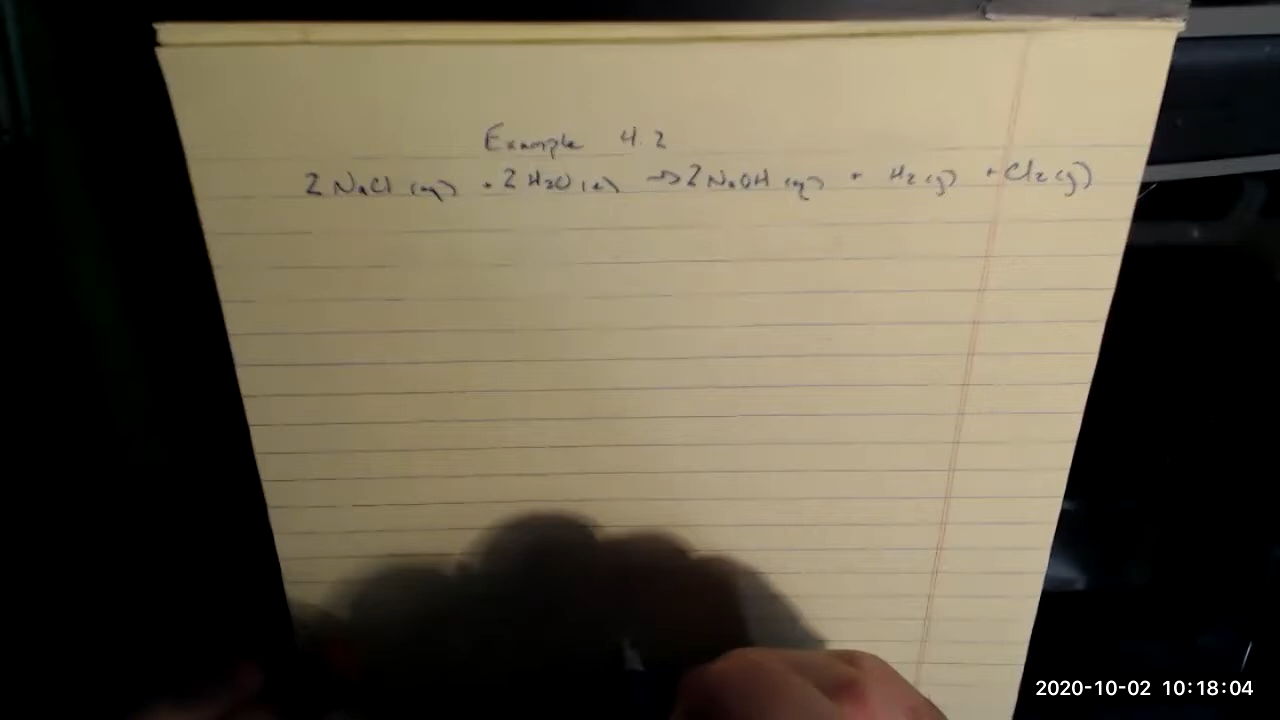 Example 4.2
2 NaCl (aq) + 2 H2O (l) → 2 NaOH (aq) + H2 (g) + Cl2 (g)
2020-10-02 10:18:04